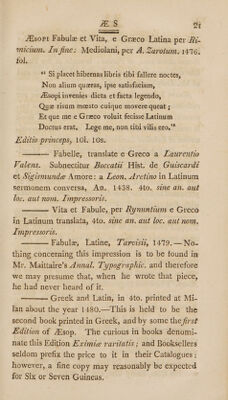 Æ S 21
Æsopi Fabulæ et Vita, e Græco Latina per Ri-
micium. In fine: Mediolani, per A. Zarotum. 1476.
fol.
“ Si placet hibernas libris tibi fallere noctes,
Non alium quæras, ipse satisfaciam,
Æsopi invenies dicta et facta legendo,
Quæ risum mœsto cuique movere queat ;
Et que me e Græco voluit fecisse Latinum
Doctus erat. Lege me, non tibi vilis ero.”
Editio princeps, 10l. 10s.
—— Fabelle, translate e Greco a Laurentio
Valens. Subnectitur Boccatii Hist. de Guiscardi
et Sigismundæ Amore: a Leon. Aretino in Latinum
sermonem conversa, An. 1438. 4to. sine an. aut
loc. aut nom. Impressoris.
—— Vita et Fabule, per Rynuntium e Greco
in Latinum translata, 4to. sine an. aut loc. aut nom.
Impressoris.
—— Fabulæ, Latine, Tarvisii, 1479. — No-
thing concerning this impression is to be found in
Mr. Maittaire's Annal. Typographic. and therefore
we may presume that, when he wrote that piece,
he had never heard of it.
—— Greek and Latin, in 4to. printed at Mi-
lan about the year 1480.—This is held to be the
second book printed in Greek, and by some the first
Edition of Æsop. The curious in books denomi-
nate this Edition Eximiæ raritatis ; and Booksellers
seldom prefix the price to it in their Catalogues ;
however, a fine copy may reasonably be expected
for Six or Seven Guineas.